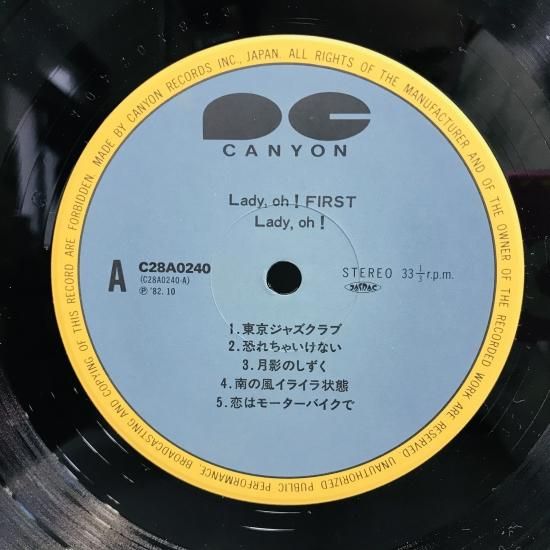 MADE BY CANYON RECORDS INC., JAPAN. ALL RIGHTS OF THE MANUFACTURER AND OF THE OWNER OF THE RECORDED WORK ARE RESERVED. UNAUTHORIZED PUBLIC PERFORMANCE, BROADCASTING AND COPYING OF THIS RECORD ARE FORBIDDEN.
CANYON
Lady, oh! FIRST
Lady, oh!
A
C28A0240
(C28A0240-A)
Ⓟ '82. 10
STEREO 33 1/3 r.p.m.
1. 東京ジャズクラブ
2. 恐れちゃいけない
3. 月影のしずく
4. 南の風イライラ状態
5. 恋はモーターバイクで